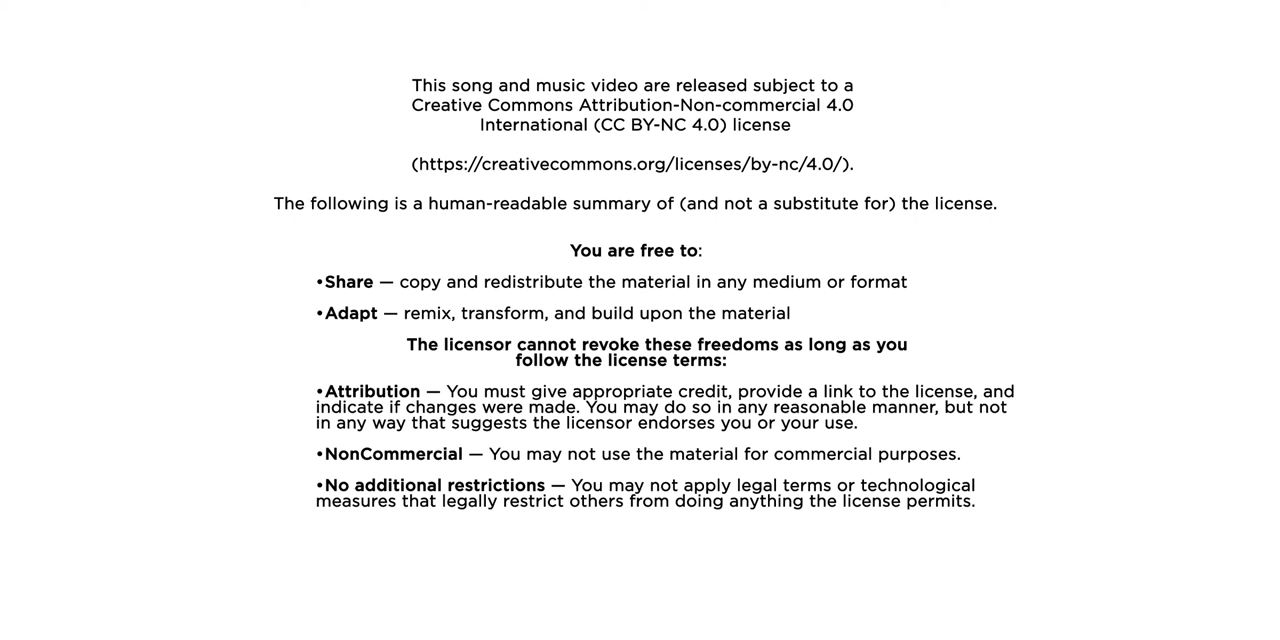 This song and music video are released subject to a
Creative Commons Attribution-Non-commercial 4.0
International (CC BY-NC 4.0) license
(https://creativecommons.org/licenses/by-nc/4.0/).
The following is a human-readable summary of (and not a substitute for) the license.
You are free to:
•Share — copy and redistribute the material in any medium or format
•Adapt — remix, transform, and build upon the material
The licensor cannot revoke these freedoms as long as you
follow the license terms:
•Attribution — You must give appropriate credit, provide a link to the license, and
indicate if changes were made. You may do so in any reasonable manner, but not
in any way that suggests the licensor endorses you or your use.
•NonCommercial — You may not use the material for commercial purposes.
•No additional restrictions — You may not apply legal terms or technological
measures that legally restrict others from doing anything the license permits.